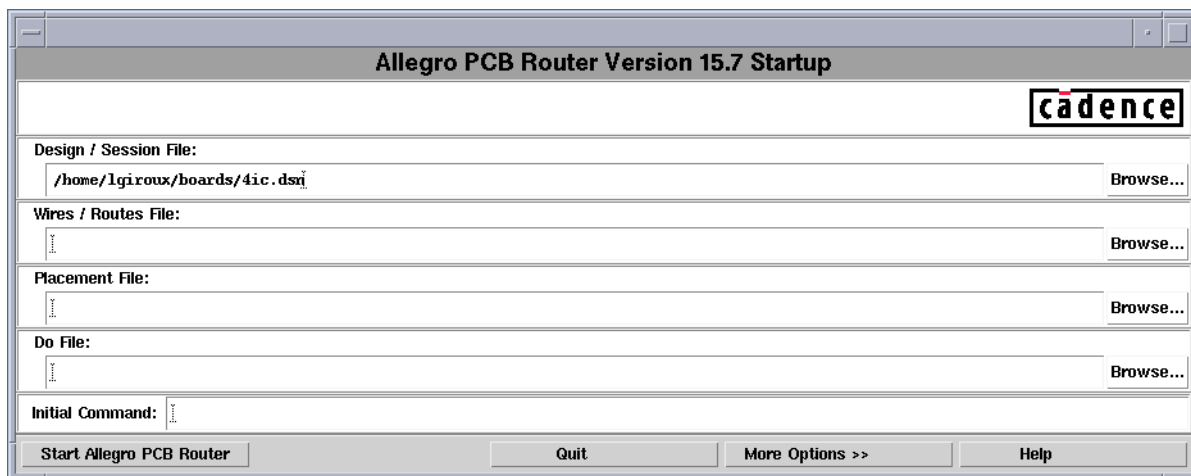 Allegro PCB Router Version 15.7 Startup
cādence
Design / Session File:
/home/lgiroux/boards/4ic.dsn
Browse...
Wires / Routes File:
Browse...
Placement File:
Browse...
Do File:
Browse...
Initial Command:
Start Allegro PCB Router
Quit
More Options >>
Help